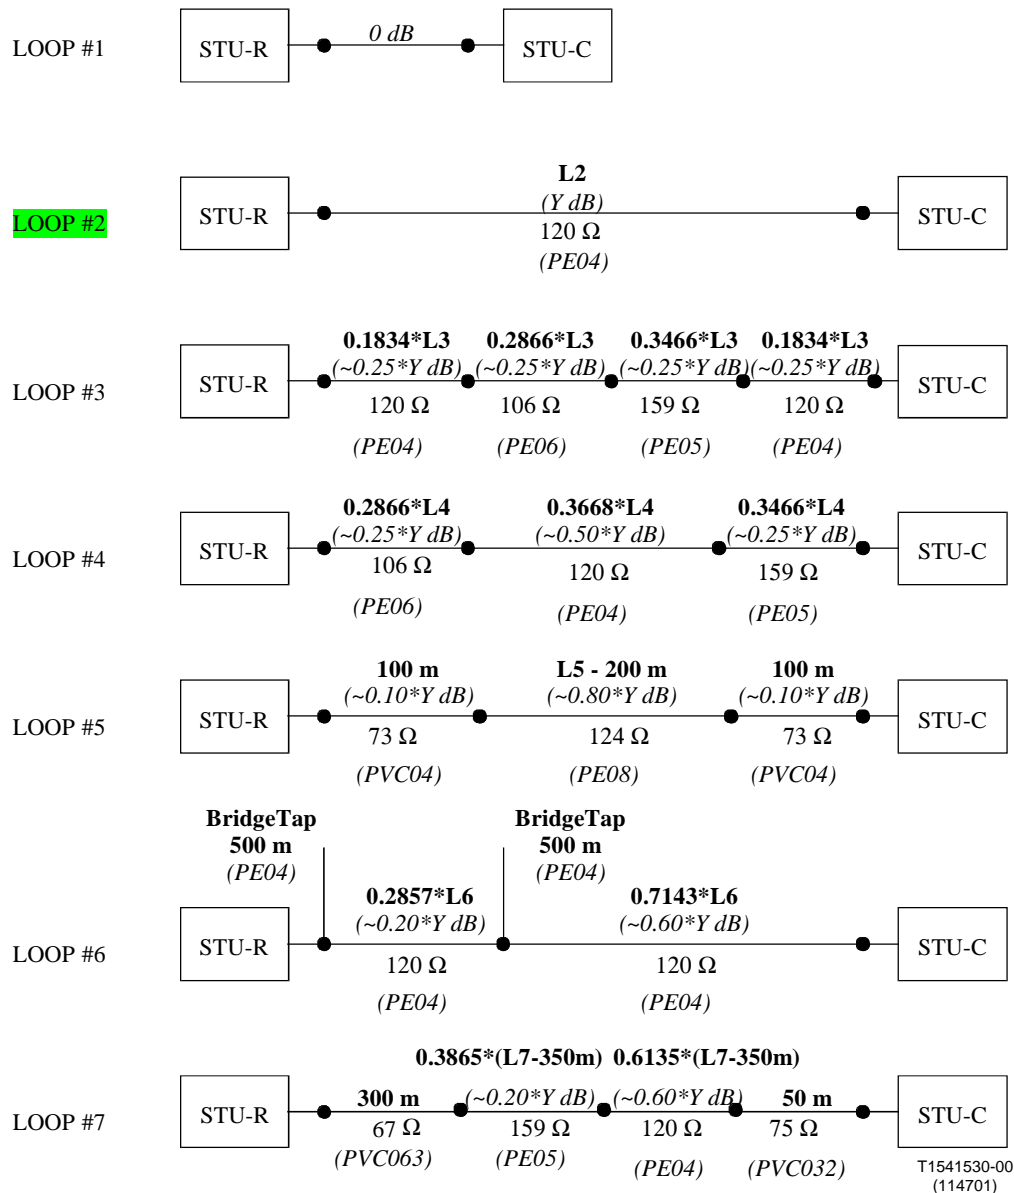 LOOP #1
STU-R
0 dB
STU-C
LOOP #2
STU-R
L2
(Y dB)
120 Ω
(PE04)
STU-C
LOOP #3
STU-R
0.1834*L3 0.2866*L3 0.3466*L3 0.1834*L3
(~0.25*Y dB) (~0.25*Y dB) (~0.25*Y dB) (~0.25*Y dB)
120 Ω 106 Ω 159 Ω 120 Ω
(PE04) (PE06) (PE05) (PE04)
STU-C
LOOP #4
STU-R
0.2866*L4 0.3668*L4 0.3466*L4
(~0.25*Y dB) (~0.50*Y dB) (~0.25*Y dB)
106 Ω 120 Ω 159 Ω
(PE06) (PE04) (PE05)
STU-C
LOOP #5
STU-R
100 m L5 - 200 m 100 m
(~0.10*Y dB) (~0.80*Y dB) (~0.10*Y dB)
73 Ω 124 Ω 73 Ω
(PVC04) (PE08) (PVC04)
STU-C
BridgeTap BridgeTap
500 m 500 m
(PE04) (PE04)
LOOP #6
STU-R
0.2857*L6 0.7143*L6
(~0.20*Y dB) (~0.60*Y dB)
120 Ω 120 Ω
(PE04) (PE04)
STU-C
LOOP #7
STU-R
0.3865*(L7-350m) 0.6135*(L7-350m)
300 m (~0.20*Y dB) (~0.60*Y dB) 50 m
67 Ω 159 Ω 120 Ω 75 Ω
(PVC063) (PE05) (PE04) (PVC032)
STU-C
T1541530-00
(114701)